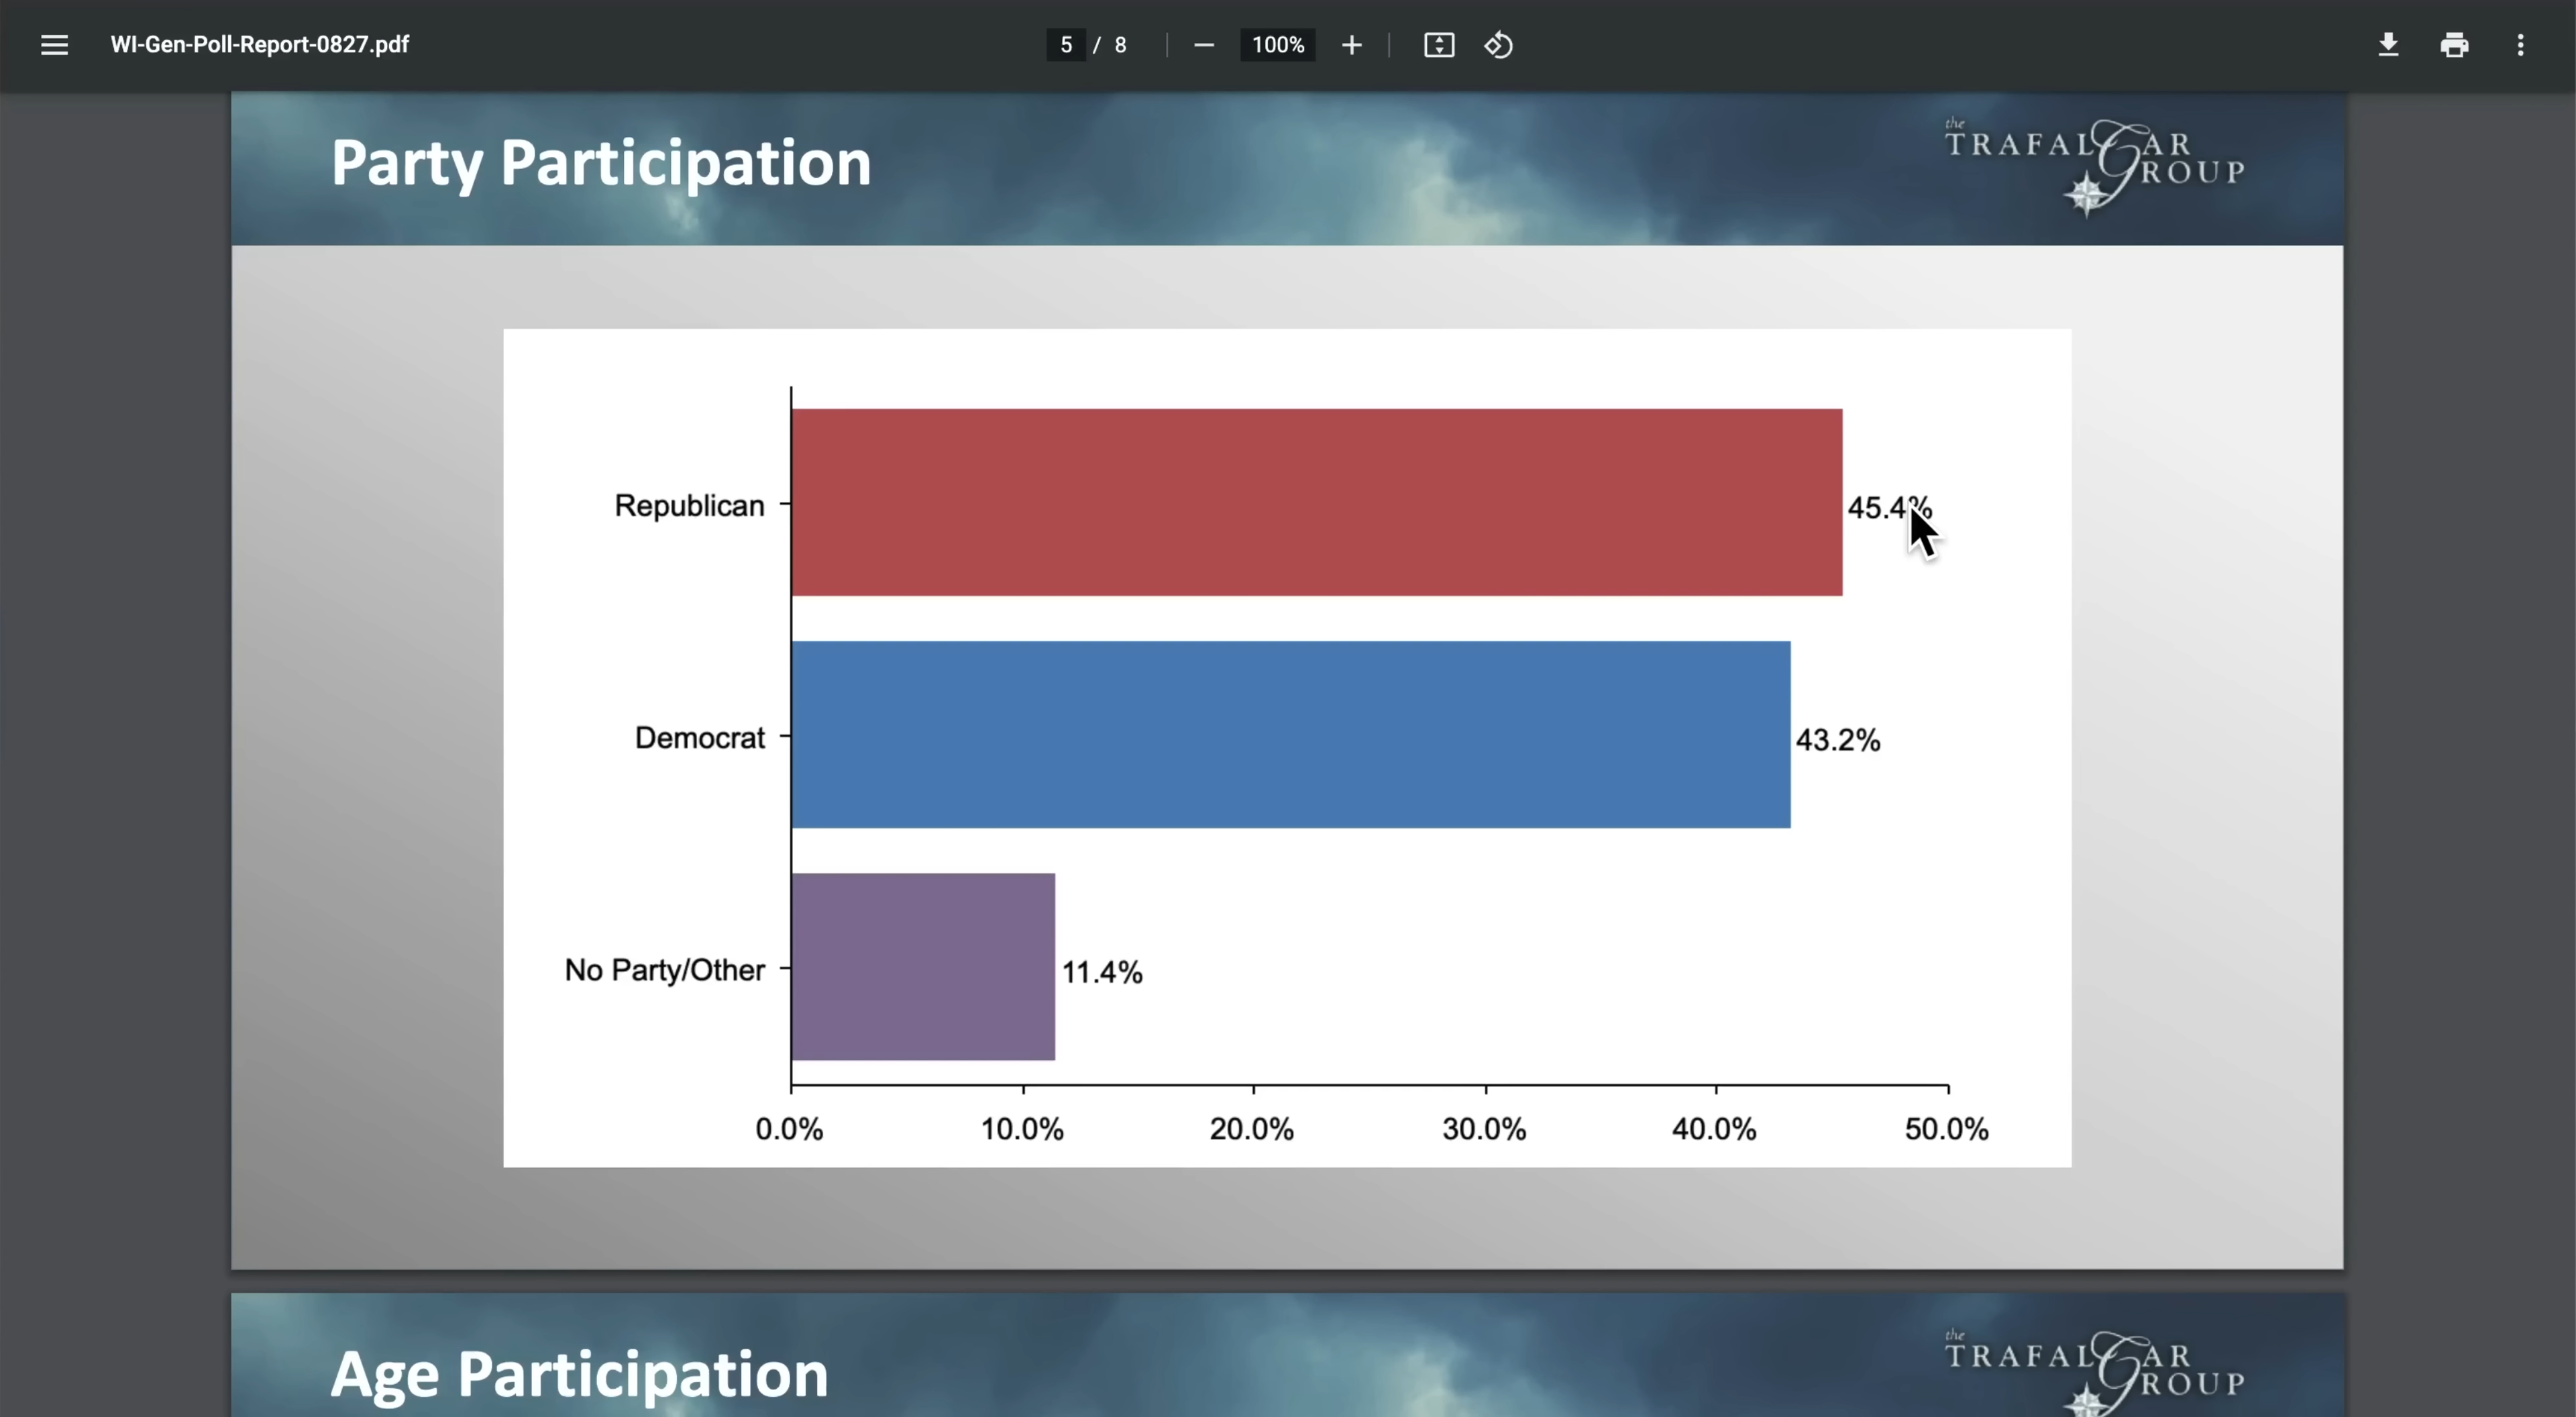 WI-Gen-Poll-Report-0827.pdf
5 / 8
100%
Party Participation
the
TRAFALGAR
GROUP
Republican
45.4%
Democrat
43.2%
No Party/Other
11.4%
0.0% 10.0% 20.0% 30.0% 40.0% 50.0%
Age Participation
the
TRAFALGAR
GROUP